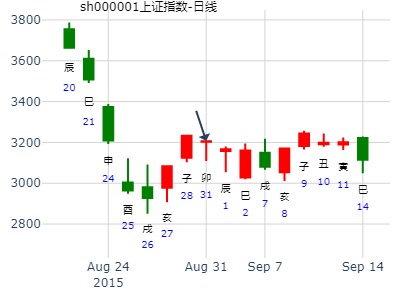 sh000001上证指数-日线
3800
3600
3400
3200
3000
2800
辰
20
巳
21
申
24
酉
25
戌
26
亥
27
子
28
卯
31
辰
1
巳
2
戌
7
亥
8
子
9
丑
10
寅
11
巳
14
Aug 24
2015
Aug 31
Sep 7
Sep 14